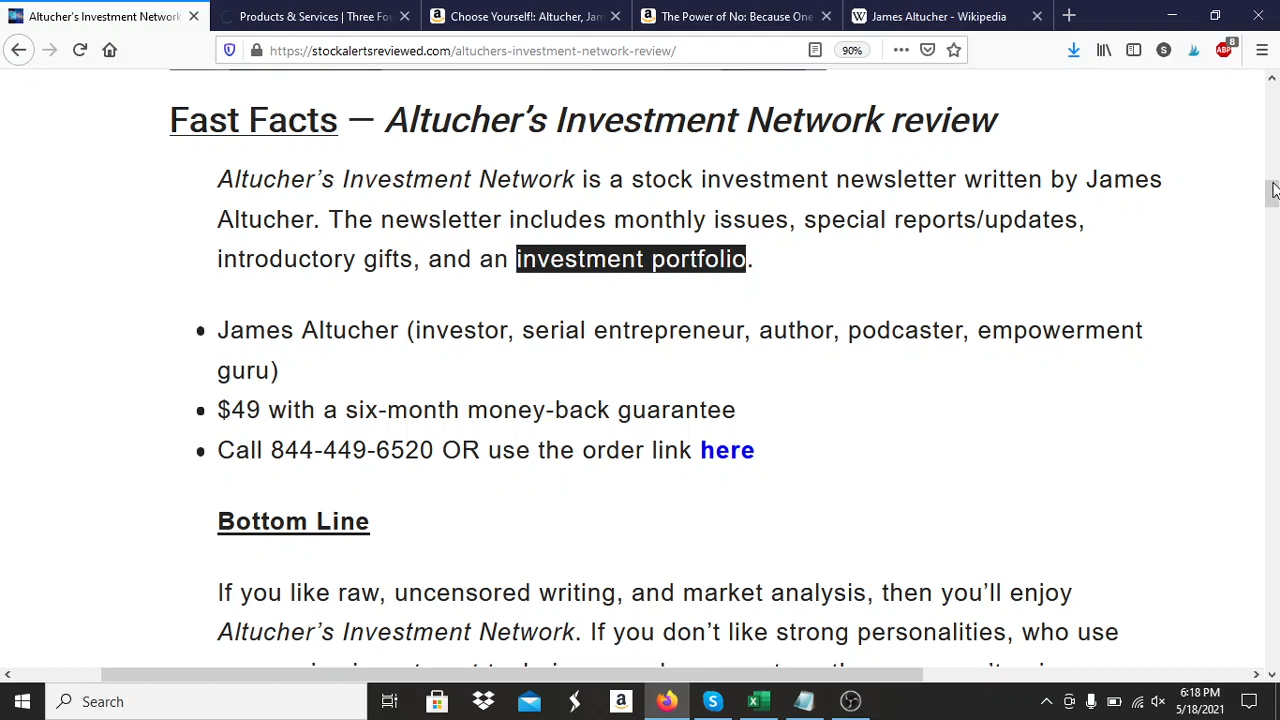 Altucher's Investment Network
Products & Services | Three Fou
Choose Yourself!: Altucher, Jam
The Power of No: Because One
James Altucher - Wikipedia
https://stockalertsreviewed.com/altuchers-investment-network-review/
90%
S
ABP
8
Fast Facts — Altucher’s Investment Network review
Altucher’s Investment Network is a stock investment newsletter written by James
Altucher. The newsletter includes monthly issues, special reports/updates,
introductory gifts, and an investment portfolio.
• James Altucher (investor, serial entrepreneur, author, podcaster, empowerment
guru)
• $49 with a six-month money-back guarantee
• Call 844-449-6520 OR use the order link here
Bottom Line
If you like raw, uncensored writing, and market analysis, then you’ll enjoy
Altucher’s Investment Network. If you don’t like strong personalities, who use
Search
6:18 PM
5/18/2021